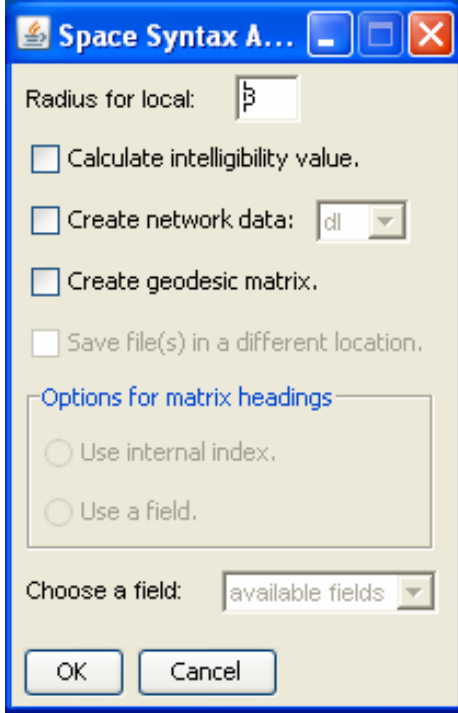 Space Syntax A...
Radius for local: 3
Calculate intelligibility value.
Create network data: dl
Create geodesic matrix.
Save file(s) in a different location.
Options for matrix headings
Use internal index.
Use a field.
Choose a field: available fields
OK Cancel